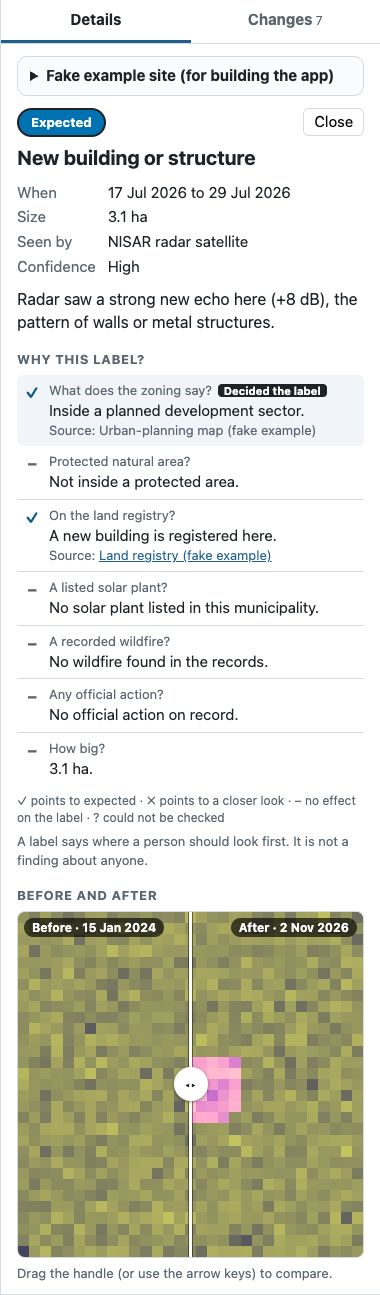 Details
Changes 7
▶ Fake example site (for building the app)
Expected
Close
New building or structure
When 17 Jul 2026 to 29 Jul 2026
Size 3.1 ha
Seen by NISAR radar satellite
Confidence High
Radar saw a strong new echo here (+8 dB), the
pattern of walls or metal structures.
WHY THIS LABEL?
✓ What does the zoning say? Decided the label
Inside a planned development sector.
Source: Urban-planning map (fake example)
– Protected natural area?
Not inside a protected area.
✓ On the land registry?
A new building is registered here.
Source: Land registry (fake example)
– A listed solar plant?
No solar plant listed in this municipality.
– A recorded wildfire?
No wildfire found in the records.
– Any official action?
No official action on record.
– How big?
3.1 ha.
✓ points to expected · ✕ points to a closer look · – no effect
on the label · ? could not be checked
A label says where a person should look first. It is not a
finding about anyone.
BEFORE AND AFTER
Before · 15 Jan 2024
After · 2 Nov 2026
Drag the handle (or use the arrow keys) to compare.